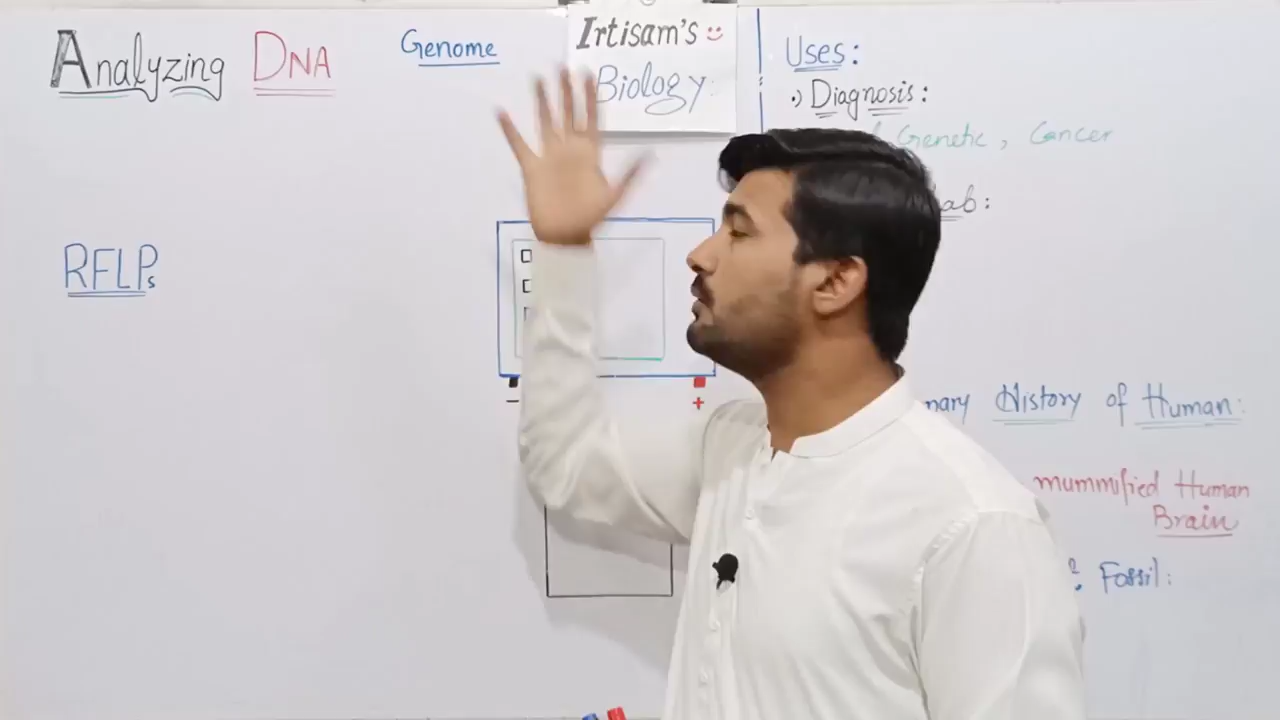 Analyzing DNA
Genome
RFLPs
Irtisam's
Biology
− +
Uses:
•) Diagnosis:
Genetic, Cancer
Lab:
History of Human:
mummified Human
Brain
Fossil: